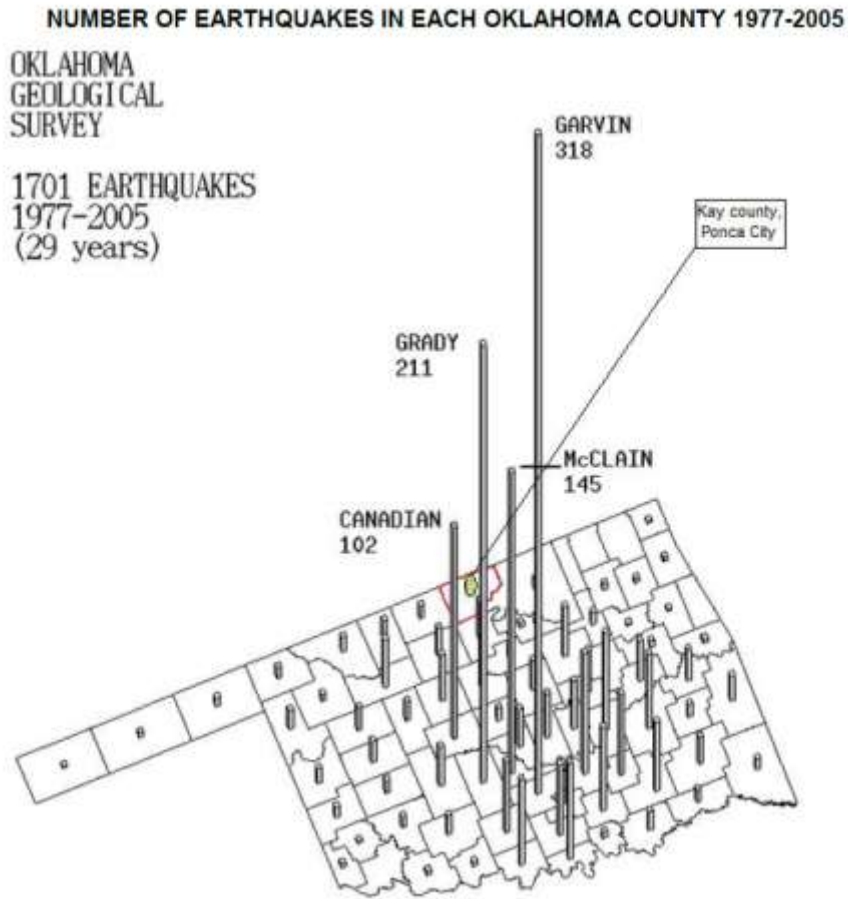 NUMBER OF EARTHQUAKES IN EACH OKLAHOMA COUNTY 1977-2005
OKLAHOMA
GEOLOGICAL
SURVEY
1701 EARTHQUAKES
1977-2005
(29 years)
GARVIN
318
Kay county,
Ponca City
GRADY
211
McCLAIN
145
CANADIAN
102